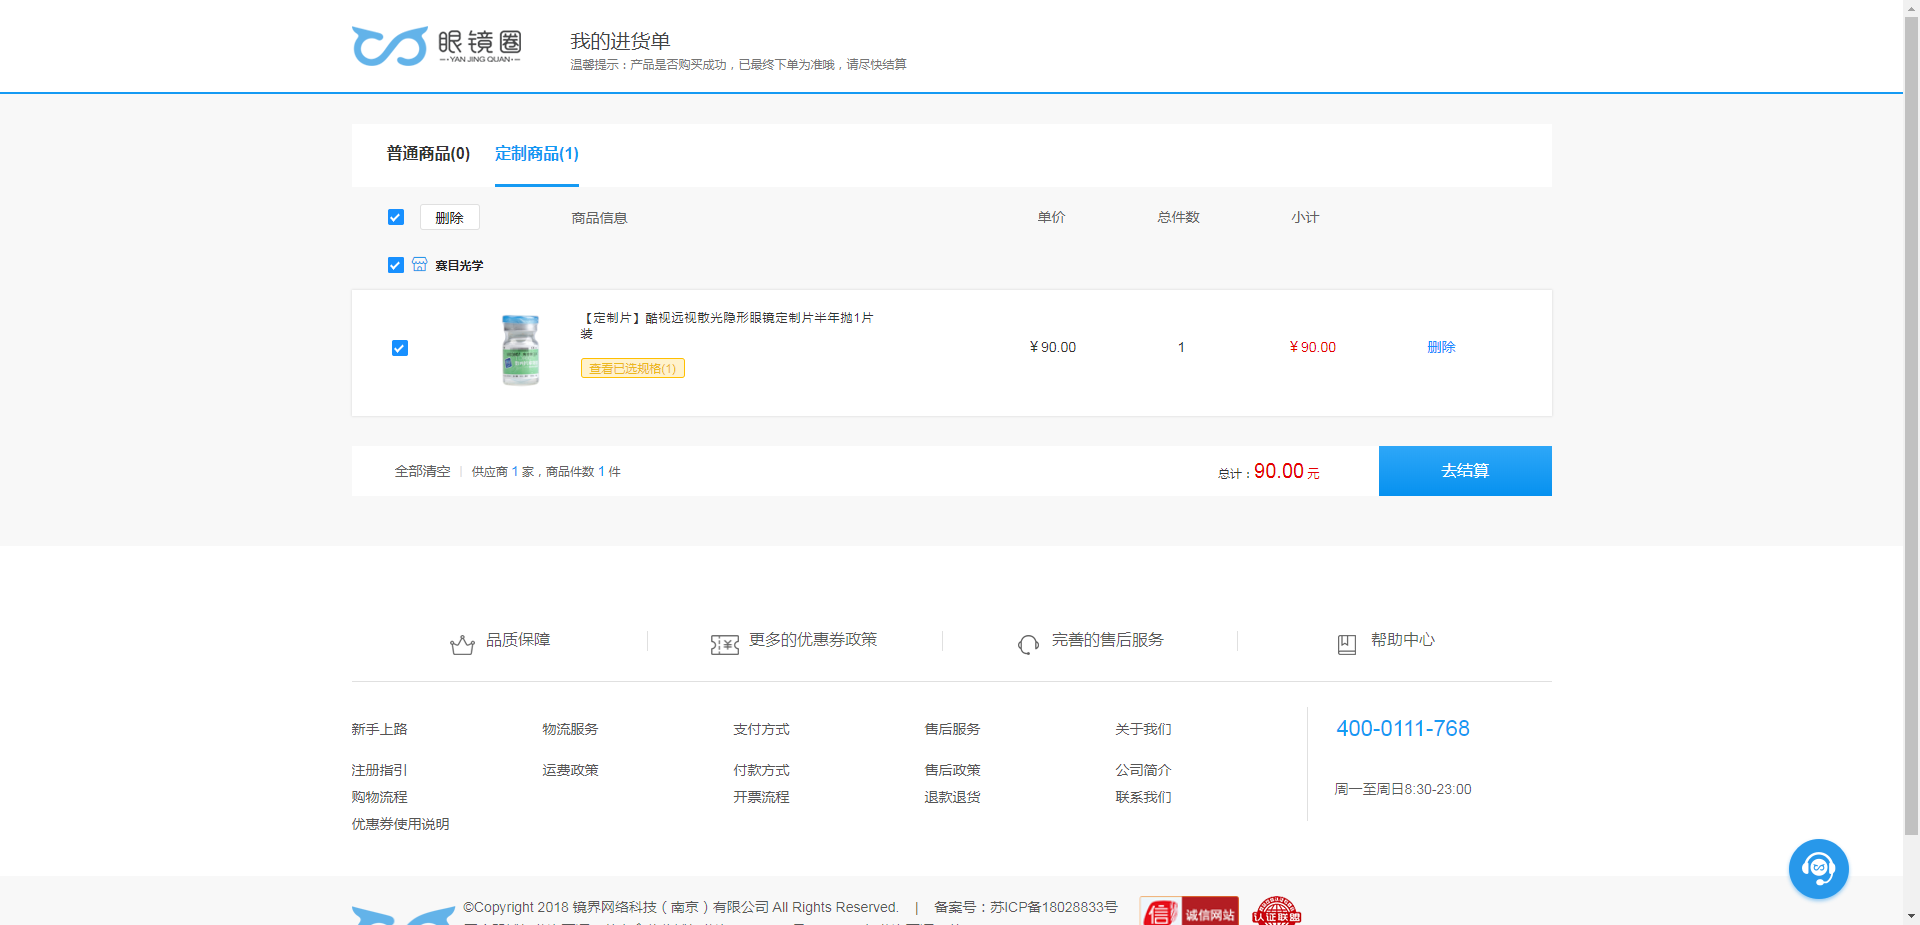 眼镜圈
YAN JING QUAN
我的进货单
温馨提示：产品是否购买成功，已最终下单为准哦，请尽快结算
普通商品(0) 定制商品(1)
删除 商品信息 单价 总件数 小计
赛目光学
【定制片】酷视远视散光隐形眼镜定制片半年抛1片
装
查看已选规格(1)
¥ 90.00 1 ¥ 90.00 删除
全部清空 | 供应商 1 家，商品件数 1 件 总计：90.00 元 去结算
品质保障 更多的优惠券政策 完善的售后服务 帮助中心
新手上路 物流服务 支付方式 售后服务 关于我们 400-0111-768
注册指引 运费政策 付款方式 售后政策 公司简介
周一至周日8:30-23:00
购物流程 开票流程 退款退货 联系我们
优惠券使用说明
©Copyright 2018 镜界网络科技（南京）有限公司 All Rights Reserved. | 备案号：苏ICP备18028833号
信 诚信网站
认证联盟